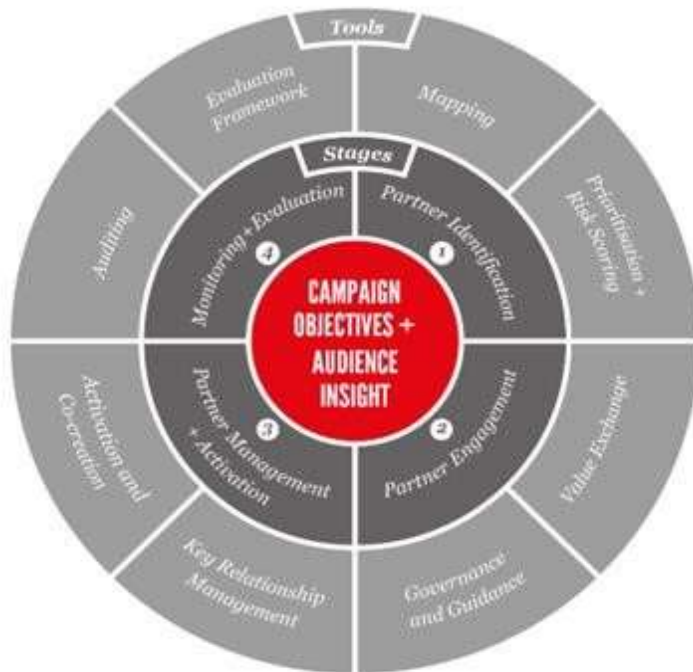 Tools
Evaluation
Framework
Mapping
Prioritisation +
Risk Scoring
Value Exchange
Governance
and Guidance
Key Relationship
Management
Activation and
Co-creation
Auditing
Stages
Partner Identification
1
Partner Engagement
2
Partner Management
+ Activation
3
Monitoring+Evaluation
4
CAMPAIGN
OBJECTIVES +
AUDIENCE
INSIGHT